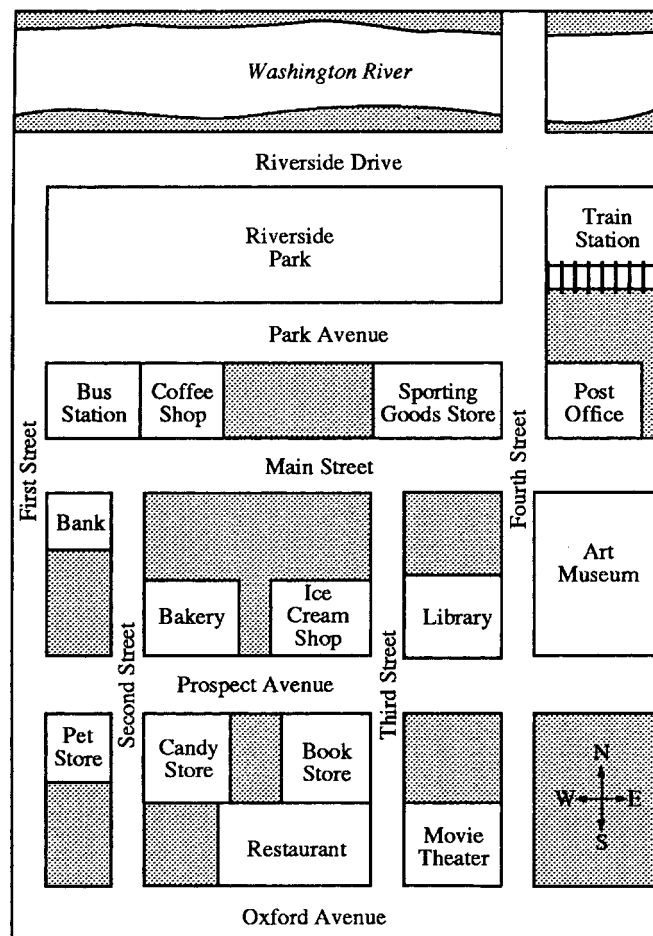 Washington River
Riverside Drive
Riverside
Park
Train
Station
Park Avenue
Bus
Station
Coffee
Shop
Sporting
Goods Store
Post
Office
First Street
Main Street
Fourth Street
Bank
Art
Museum
Bakery
Ice
Cream
Shop
Library
Second Street
Prospect Avenue
Third Street
Pet
Store
Candy
Store
Book
Store
N
W E
S
Restaurant
Movie
Theater
Oxford Avenue